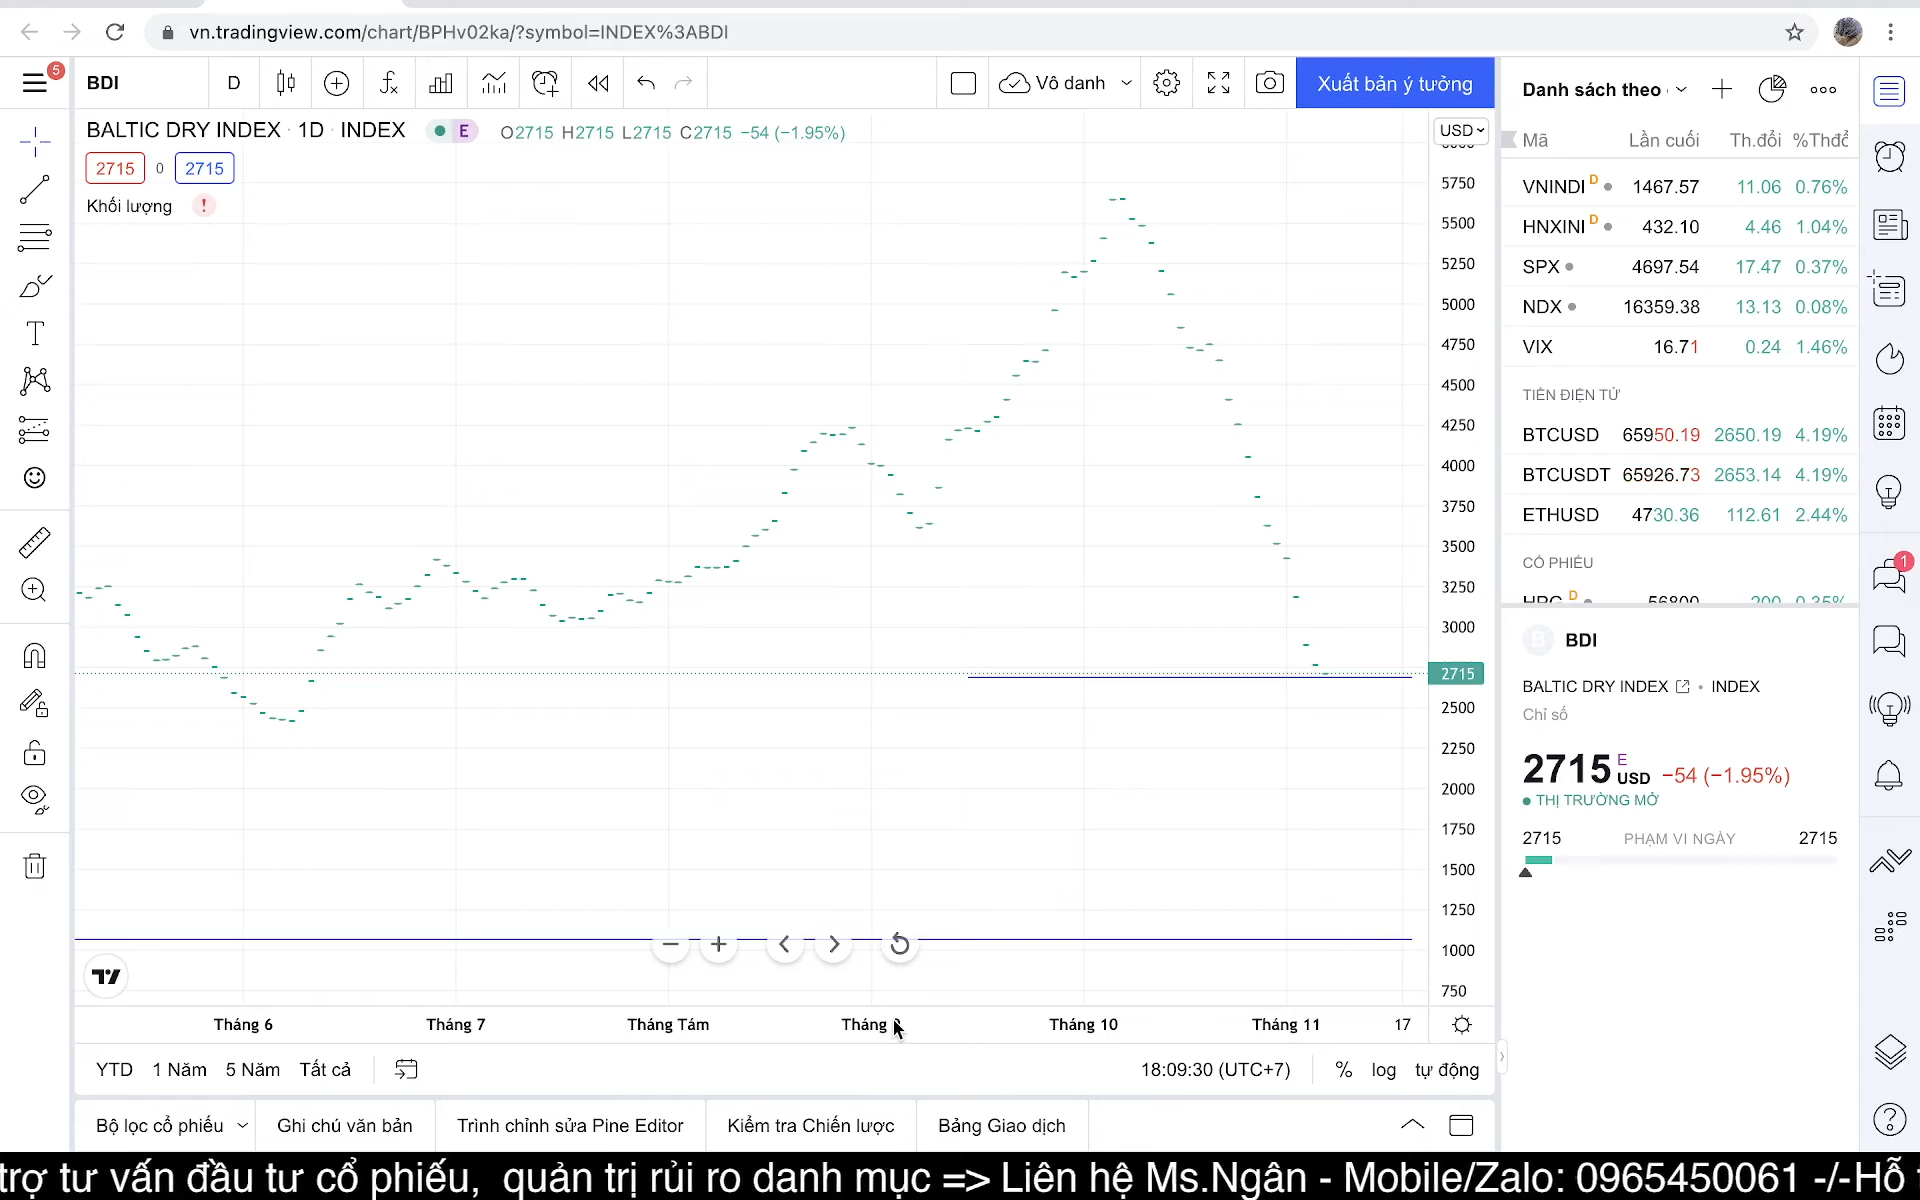 vn.tradingview.com/chart/BPHv02ka/?symbol=INDEX%3ABDI
5
BDI
D
Vô danh
Xuất bản ý tưởng
BALTIC DRY INDEX · 1D · INDEX
E
O2715 H2715 L2715 C2715 −54 (−1.95%)
2715 0 2715
Khối lượng !
USD
5750
5500
5250
5000
4750
4500
4250
4000
3750
3500
3250
3000
2715
2500
2250
2000
1750
1500
1250
1000
750
Tháng 6 Tháng 7 Tháng Tám Tháng Tháng 10 Tháng 11 17
YTD 1 Năm 5 Năm Tất cả
18:09:30 (UTC+7) % log tự động
Bộ lọc cổ phiếu Ghi chú văn bản Trình chỉnh sửa Pine Editor Kiểm tra Chiến lược Bảng Giao dịch
Danh sách theo
Mã Lần cuối Th.đổi %Thđổ
VNINDI D 1467.57 11.06 0.76%
HNXINI D 432.10 4.46 1.04%
SPX 4697.54 17.47 0.37%
NDX 16359.38 13.13 0.08%
VIX 16.71 0.24 1.46%
TIỀN ĐIỆN TỬ
BTCUSD 65950.19 2650.19 4.19%
BTCUSDT 65926.73 2653.14 4.19%
ETHUSD 4730.36 112.61 2.44%
CỔ PHIẾU
HPG D 56800 200 0.35%
1
B BDI
BALTIC DRY INDEX • INDEX
Chỉ số
2715 E USD −54 (−1.95%)
THỊ TRƯỜNG MỞ
2715 PHẠM VI NGÀY 2715
trợ tư vấn đầu tư cổ phiếu, quản trị rủi ro danh mục => Liên hệ Ms.Ngân - Mobile/Zalo: 0965450061 -/-Hỗ